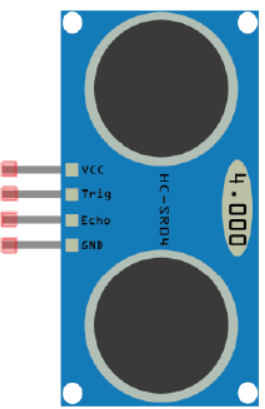 VCC
Trig
Echo
GND
HC-SR04
4.000